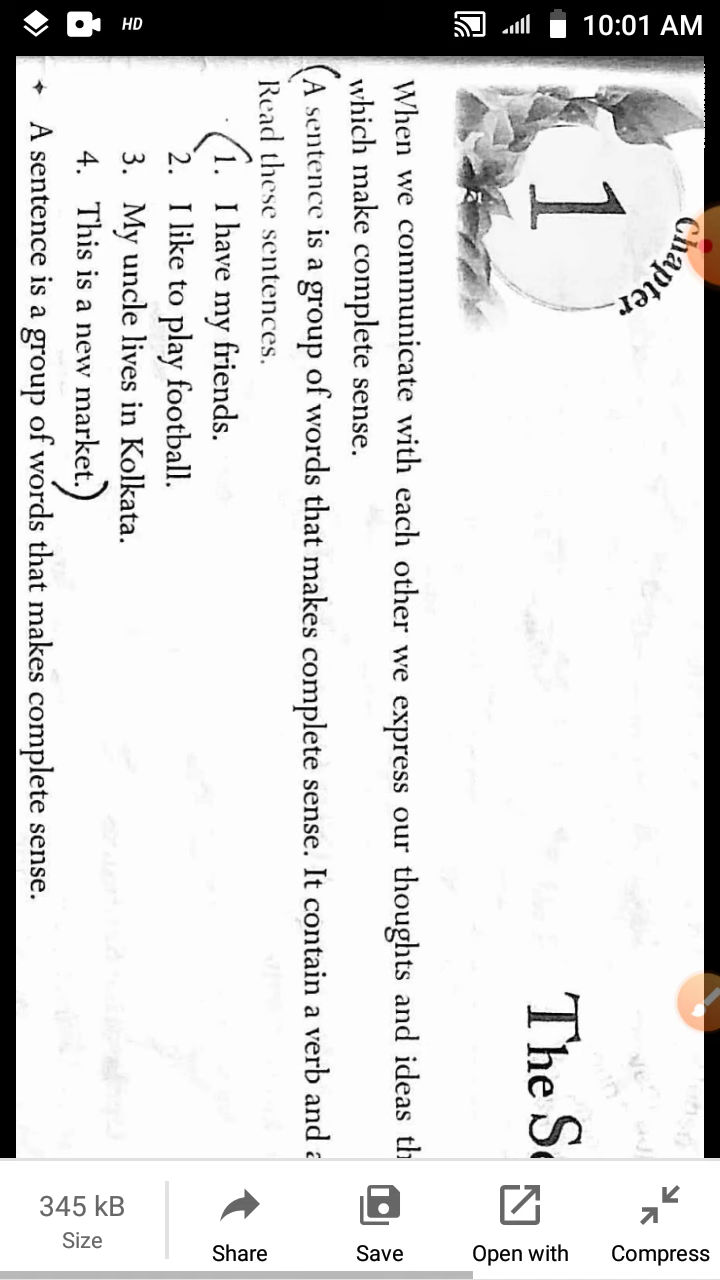 HD
10:01 AM
Chapter
1
The Se
When we communicate with each other we express our thoughts and ideas th
which make complete sense.
(A sentence is a group of words that makes complete sense. It contain a verb and a
Read these sentences.
(1. I have my friends.
2. I like to play football.
3. My uncle lives in Kolkata.
4. This is a new market.)
A sentence is a group of words that makes complete sense.
345 kB
Size
Share
Save
Open with
Compress